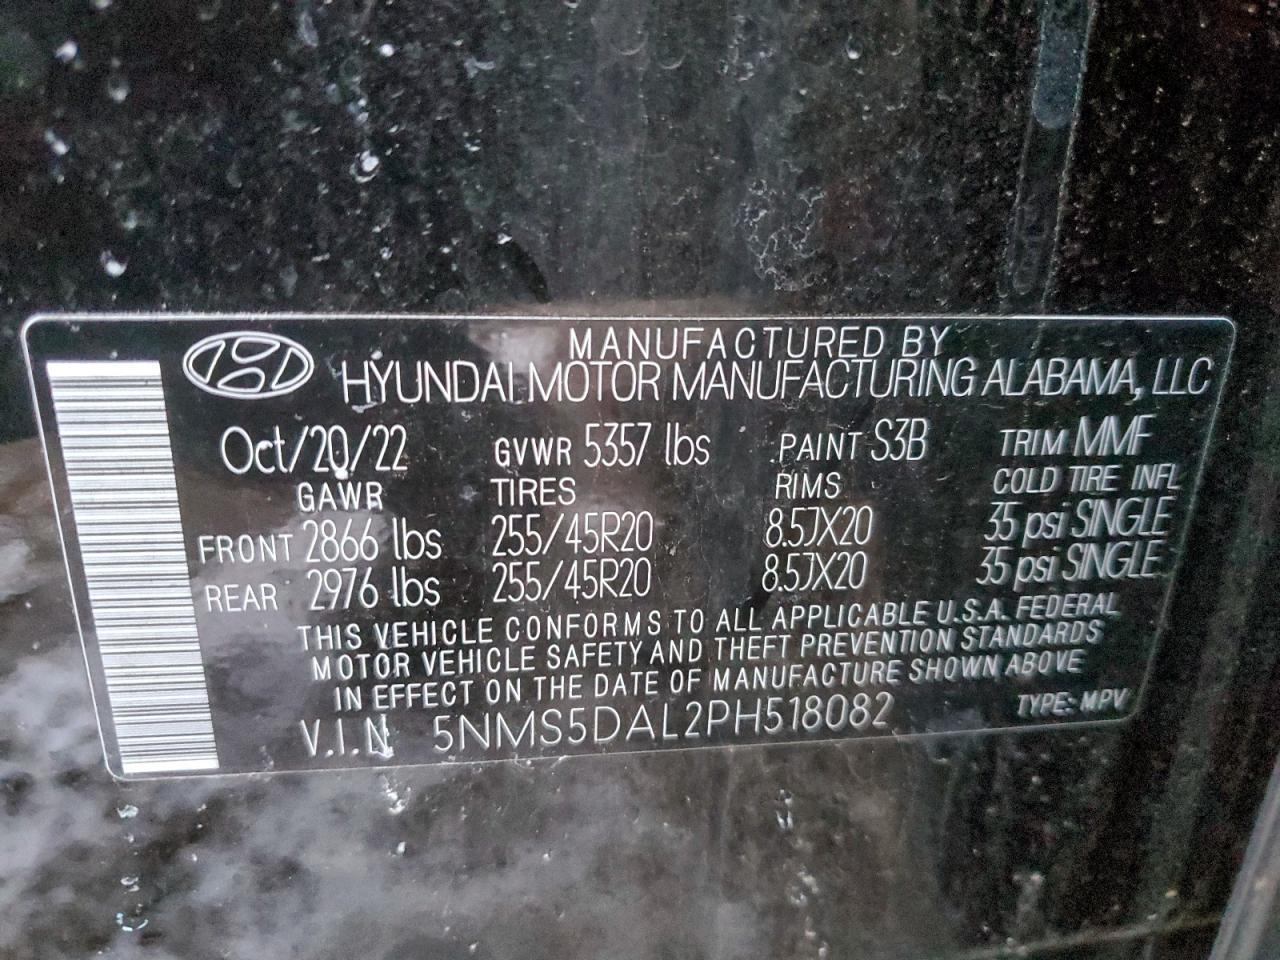 MANUFACTURED BY
HYUNDAI MOTOR MANUFACTURING ALABAMA, LLC
Oct/20/22 GVWR 5357 lbs PAINT S3B TRIM MMF
GAWR TIRES RIMS COLD TIRE INFL
FRONT 2866 lbs 255/45R20 8.5JX20 35 psi SINGLE
REAR 2976 lbs 255/45R20 8.5JX20 35 psi SINGLE
THIS VEHICLE CONFORMS TO ALL APPLICABLE U.S.A. FEDERAL
MOTOR VEHICLE SAFETY AND THEFT PREVENTION STANDARDS
IN EFFECT ON THE DATE OF MANUFACTURE SHOWN ABOVE
V.I.N 5NMS5DAL2PH518082 TYPE: MPV